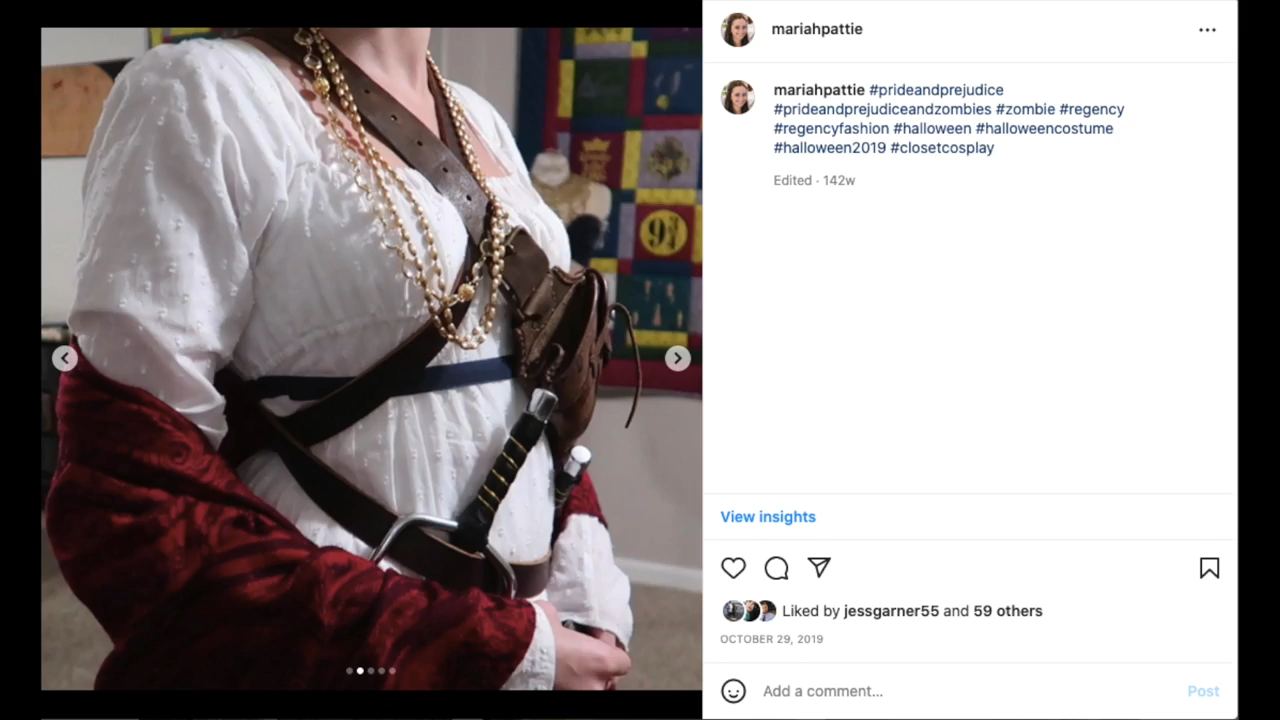 mariahpattie
mariahpattie #prideandprejudice
#prideandprejudiceandzombies #zombie #regency
#regencyfashion #halloween #halloweencostume
#halloween2019 #closetcosplay
Edited · 142w
9¾
View insights
Liked by jessgarner55 and 59 others
OCTOBER 29, 2019
Add a comment...
Post